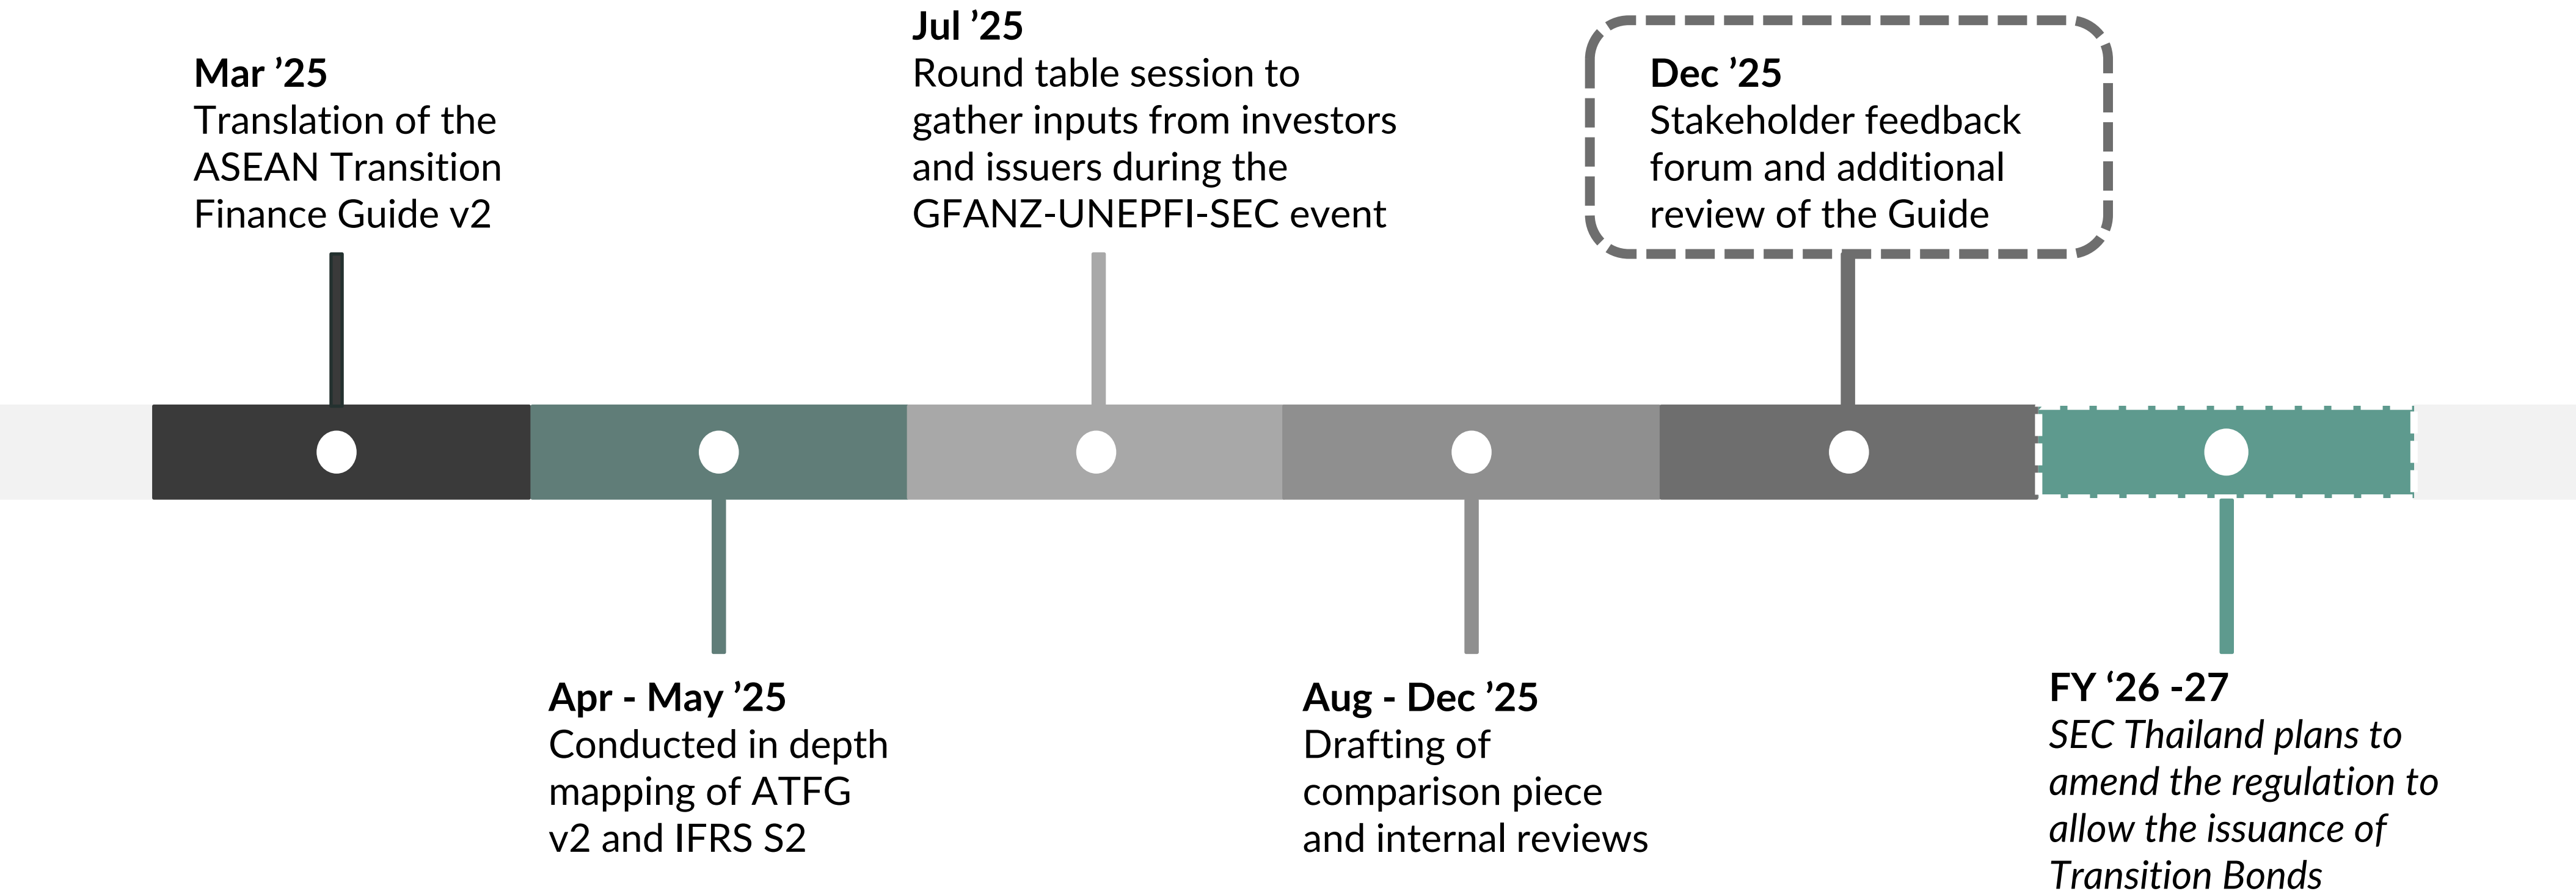 Mar ’25
Translation of the
ASEAN Transition
Finance Guide v2
Apr - May ’25
Conducted in depth
mapping of ATFG
v2 and IFRS S2
Jul ’25
Round table session to
gather inputs from investors
and issuers during the
GFANZ-UNEPFI-SEC event
Aug - Dec ’25
Drafting of
comparison piece
and internal reviews
Dec ’25
Stakeholder feedback
forum and additional
review of the Guide
FY ‘26 -27
SEC Thailand plans to
amend the regulation to
allow the issuance of
Transition Bonds